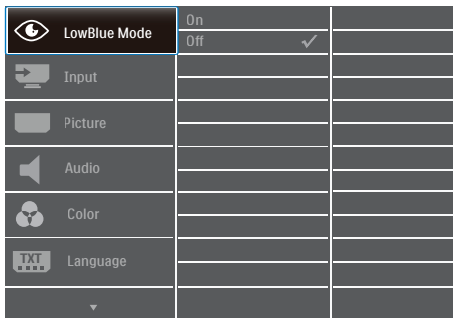 LowBlue Mode
On
Off
Input
Picture
Audio
Color
TXT
Language